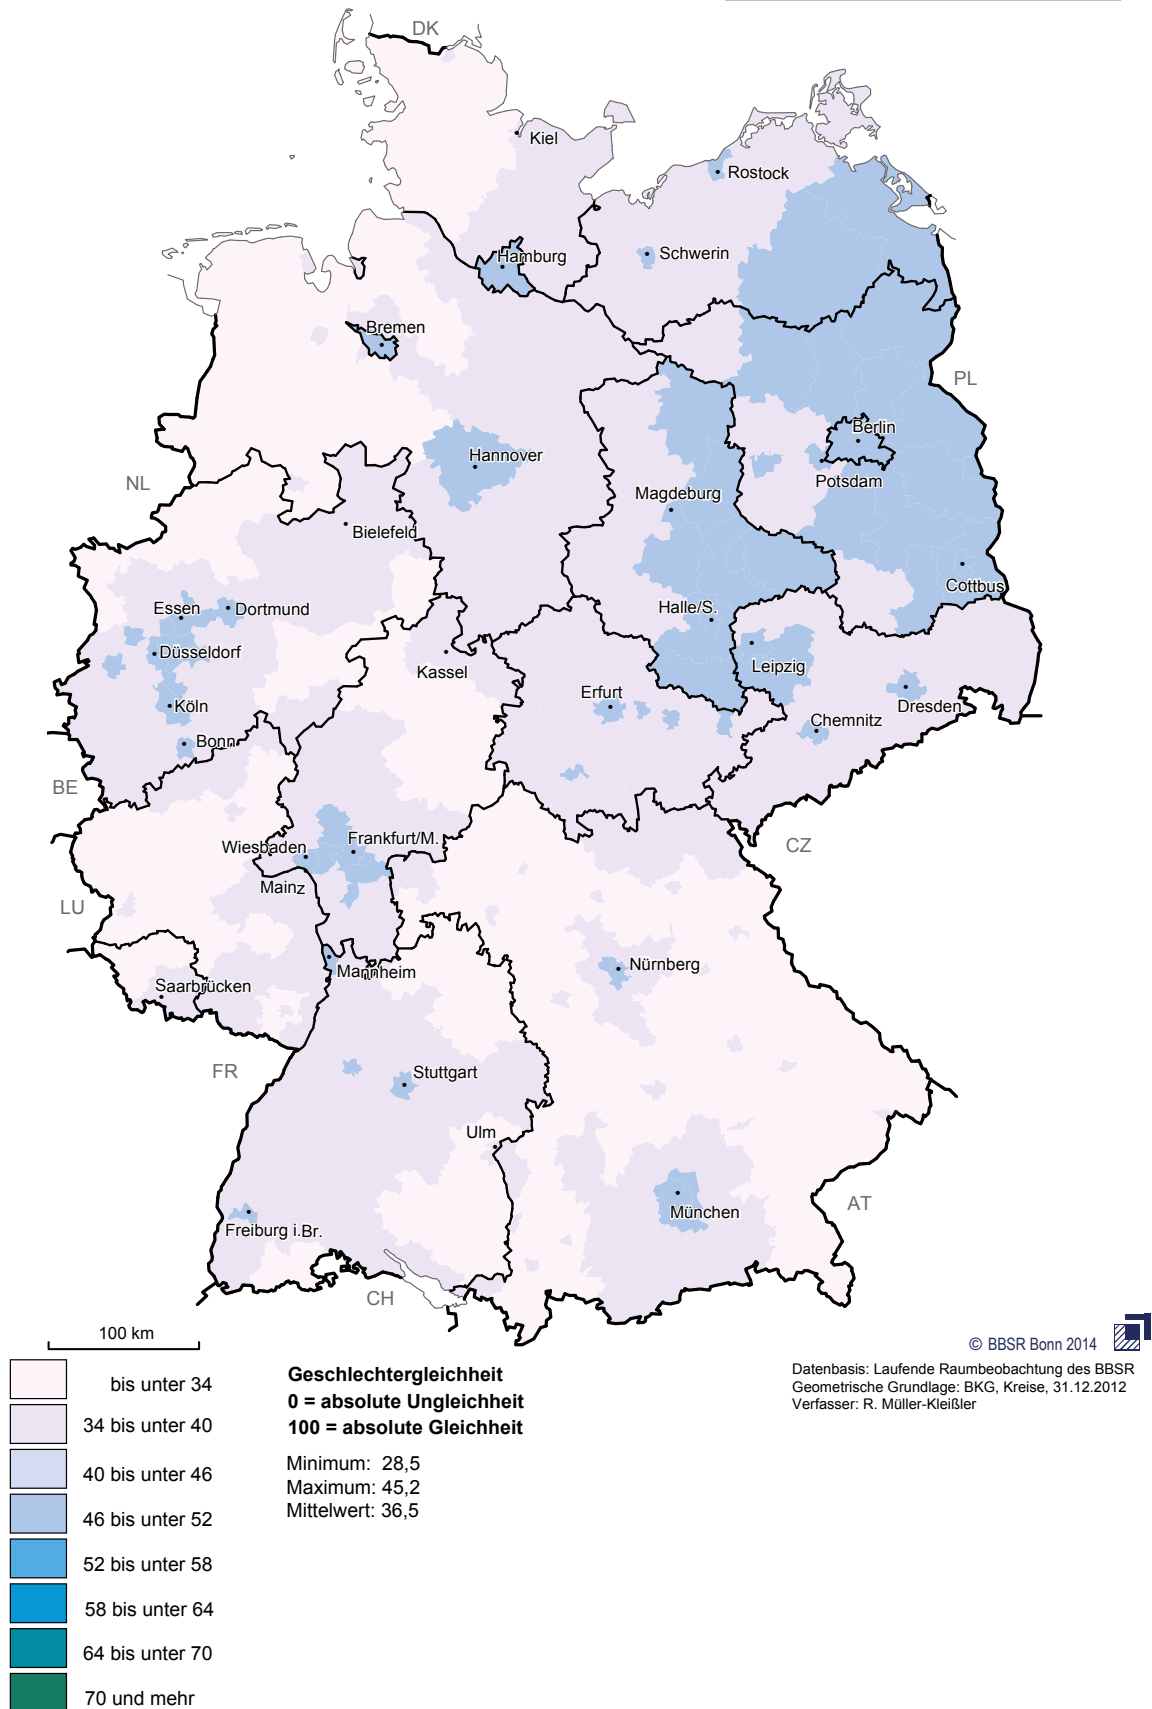 DK
Kiel
Rostock
Schwerin
Hamburg
Bremen
PL
Berlin
Hannover
Potsdam
NL
Magdeburg
Bielefeld
Cottbus
Essen
Dortmund
Halle/S.
Düsseldorf
Leipzig
Kassel
Erfurt
Köln
Dresden
Chemnitz
Bonn
BE
Wiesbaden
Frankfurt/M.
CZ
Mainz
LU
Nürnberg
Mannheim
Saarbrücken
FR
Stuttgart
Ulm
AT
München
Freiburg i.Br.
CH
100 km
© BBSR Bonn 2014
bis unter 34
34 bis unter 40
40 bis unter 46
46 bis unter 52
52 bis unter 58
58 bis unter 64
64 bis unter 70
70 und mehr
Geschlechtergleichheit
0 = absolute Ungleichheit
100 = absolute Gleichheit
Minimum: 28,5
Maximum: 45,2
Mittelwert: 36,5
Datenbasis: Laufende Raumbeobachtung des BBSR
Geometrische Grundlage: BKG, Kreise, 31.12.2012
Verfasser: R. Müller-Kleißler